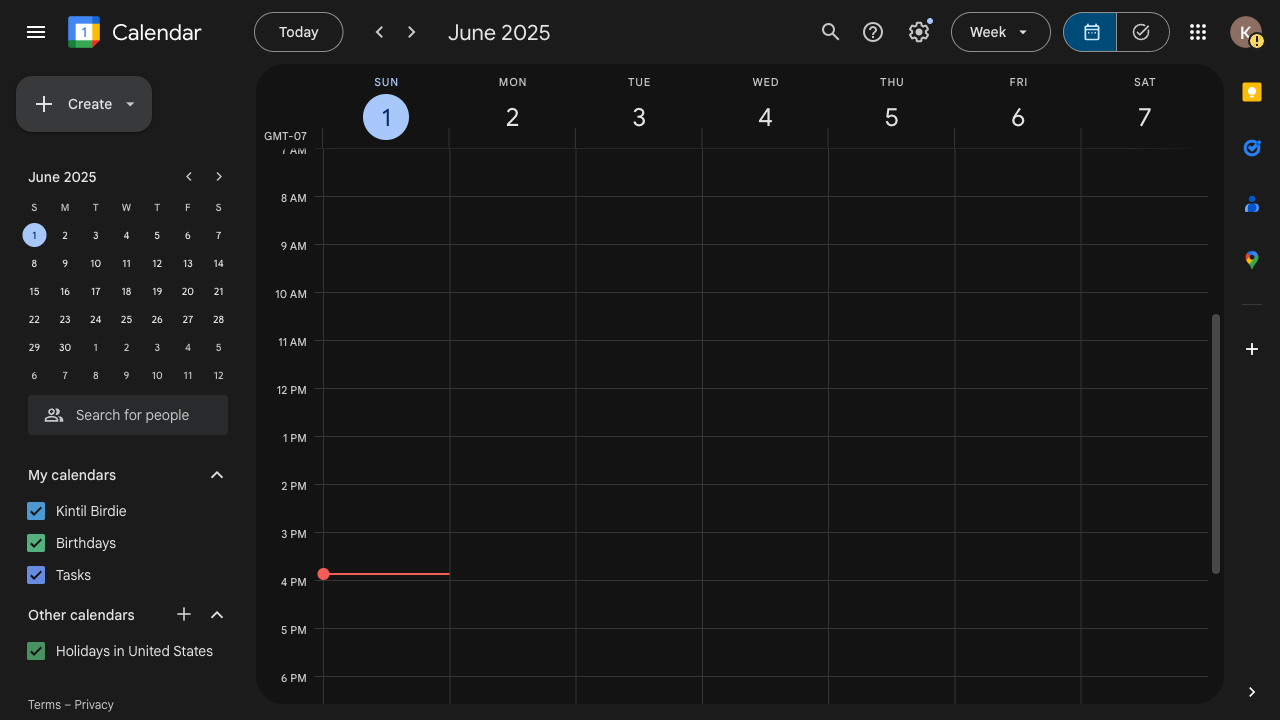 1
Calendar
Today
June 2025
Week
K
Create
June 2025
S M T W T F S
1 2 3 4 5 6 7
8 9 10 11 12 13 14
15 16 17 18 19 20 21
22 23 24 25 26 27 28
29 30 1 2 3 4 5
6 7 8 9 10 11 12
Search for people
My calendars
Kintil Birdie
Birthdays
Tasks
Other calendars
Holidays in United States
Terms – Privacy
SUN MON TUE WED THU FRI SAT
1 2 3 4 5 6 7
GMT-07
7 AM
8 AM
9 AM
10 AM
11 AM
12 PM
1 PM
2 PM
3 PM
4 PM
5 PM
6 PM